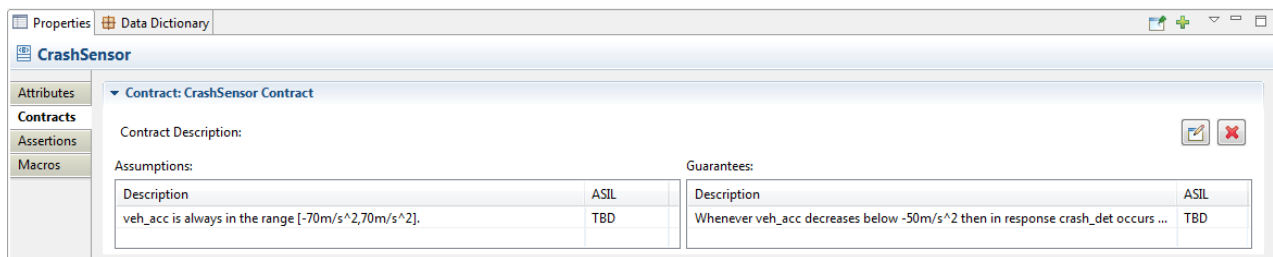 Properties Data Dictionary
CrashSensor
Attributes
Contracts
Assertions
Macros
Contract: CrashSensor Contract
Contract Description:
Assumptions:
Description ASIL
veh_acc is always in the range [-70m/s^2,70m/s^2]. TBD
Guarantees:
Description ASIL
Whenever veh_acc decreases below -50m/s^2 then in response crash_det occurs ... TBD